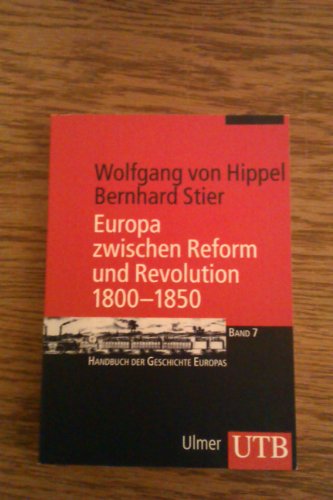 Wolfgang von Hippel
Bernhard Stier
Europa
zwischen Reform
und Revolution
1800–1850
BAND 7
HANDBUCH DER GESCHICHTE EUROPAS
Ulmer UTB